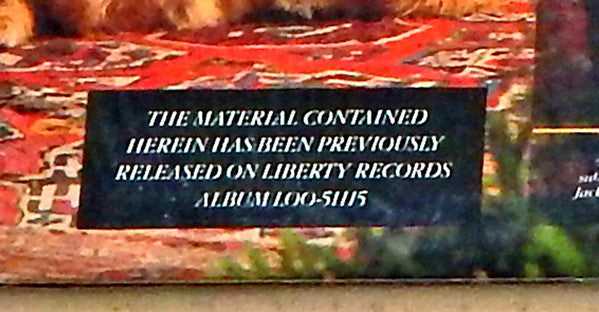 THE MATERIAL CONTAINED
HEREIN HAS BEEN PREVIOUSLY
RELEASED ON LIBERTY RECORDS
ALBUM LOO-51115